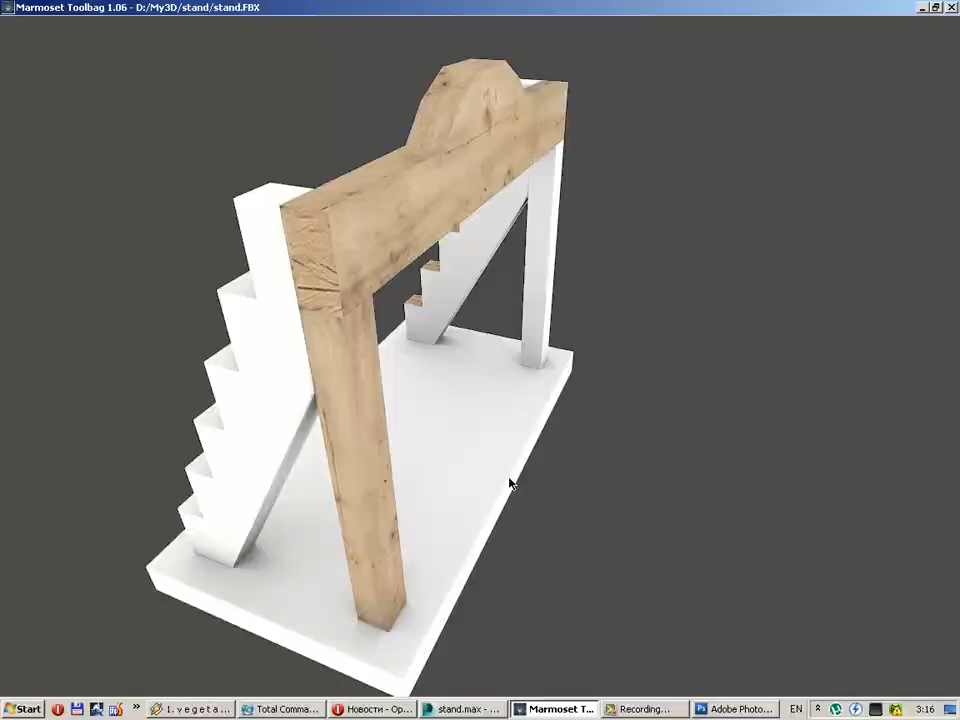 Marmoset Toolbag 1.06 - D:/My3D/stand/stand.FBX
Start
1. v e g e t a ...
Total Comma...
Новости - Op...
stand.max - ...
Marmoset T...
Recording...
Adobe Photo...
EN
3:16